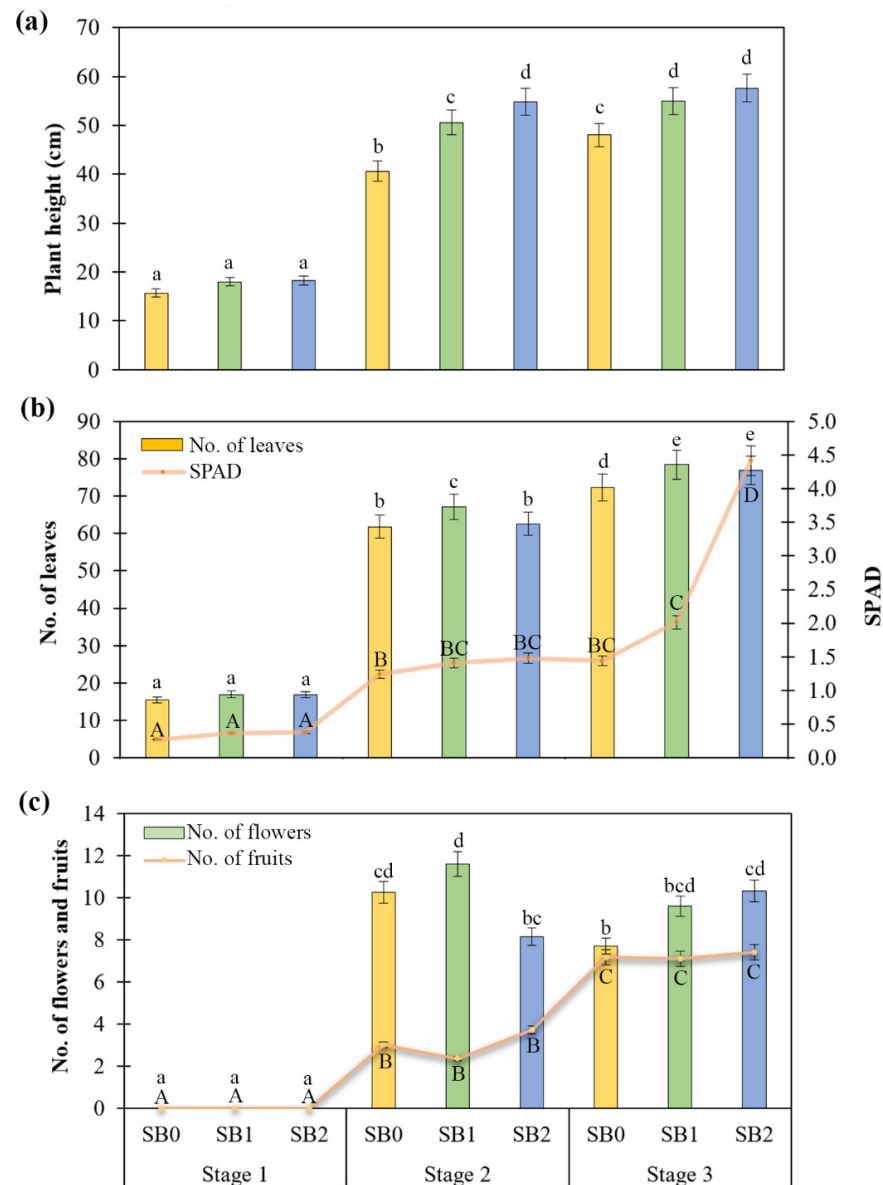 (a)
70
60
50
40
30
20
10
0
Plant height (cm)
a a a b c d c d d
(b)
90
80
70
60
50
40
30
20
10
0
No. of leaves
No. of leaves
SPAD
a a a b c b d e e
A A A B BC BC BC C D
5.0
4.5
4.0
3.5
3.0
2.5
2.0
1.5
1.0
0.5
0.0
SPAD
(c)
14
12
10
8
6
4
2
0
No. of flowers and fruits
No. of flowers
No. of fruits
a a a cd d bc b bcd cd
A A A B B B C C C
SB0 SB1 SB2 SB0 SB1 SB2 SB0 SB1 SB2
Stage 1 Stage 2 Stage 3